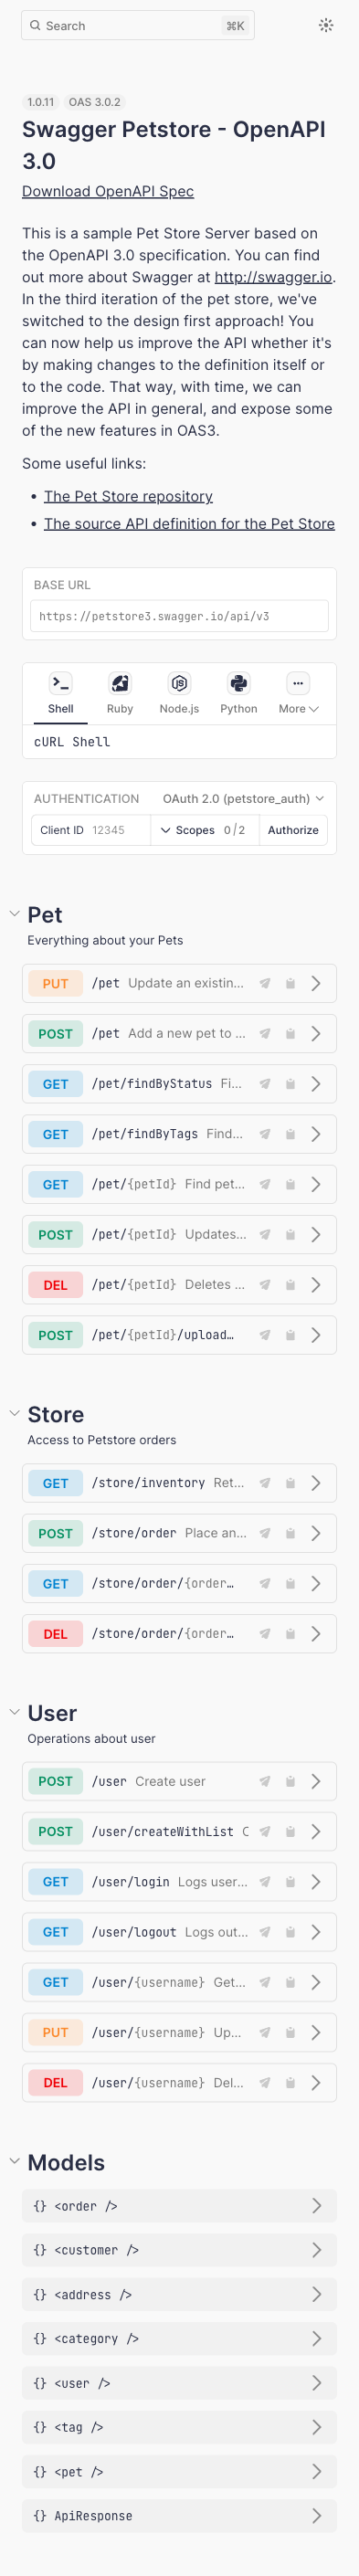 Search ⌘K
1.0.11 OAS 3.0.2
Swagger Petstore - OpenAPI
3.0
Download OpenAPI Spec
This is a sample Pet Store Server based on
the OpenAPI 3.0 specification. You can find
out more about Swagger at http://swagger.io.
In the third iteration of the pet store, we've
switched to the design first approach! You
can now help us improve the API whether it's
by making changes to the definition itself or
to the code. That way, with time, we can
improve the API in general, and expose some
of the new features in OAS3.
Some useful links:
• The Pet Store repository
• The source API definition for the Pet Store
BASE URL
https://petstore3.swagger.io/api/v3
Shell Ruby Node.js Python More
cURL Shell
AUTHENTICATION OAuth 2.0 (petstore_auth)
Client ID 12345 Scopes 0/2 Authorize
Pet
Everything about your Pets
PUT /pet Update an existin...
POST /pet Add a new pet to ...
GET /pet/findByStatus Fi...
GET /pet/findByTags Find...
GET /pet/{petId} Find pet...
POST /pet/{petId} Updates...
DEL /pet/{petId} Deletes ...
POST /pet/{petId}/upload…
Store
Access to Petstore orders
GET /store/inventory Ret...
POST /store/order Place an...
GET /store/order/{order…
DEL /store/order/{order…
User
Operations about user
POST /user Create user
POST /user/createWithList C
GET /user/login Logs user...
GET /user/logout Logs out...
GET /user/{username} Get...
PUT /user/{username} Up...
DEL /user/{username} Del...
Models
{} <order />
{} <customer />
{} <address />
{} <category />
{} <user />
{} <tag />
{} <pet />
{} ApiResponse